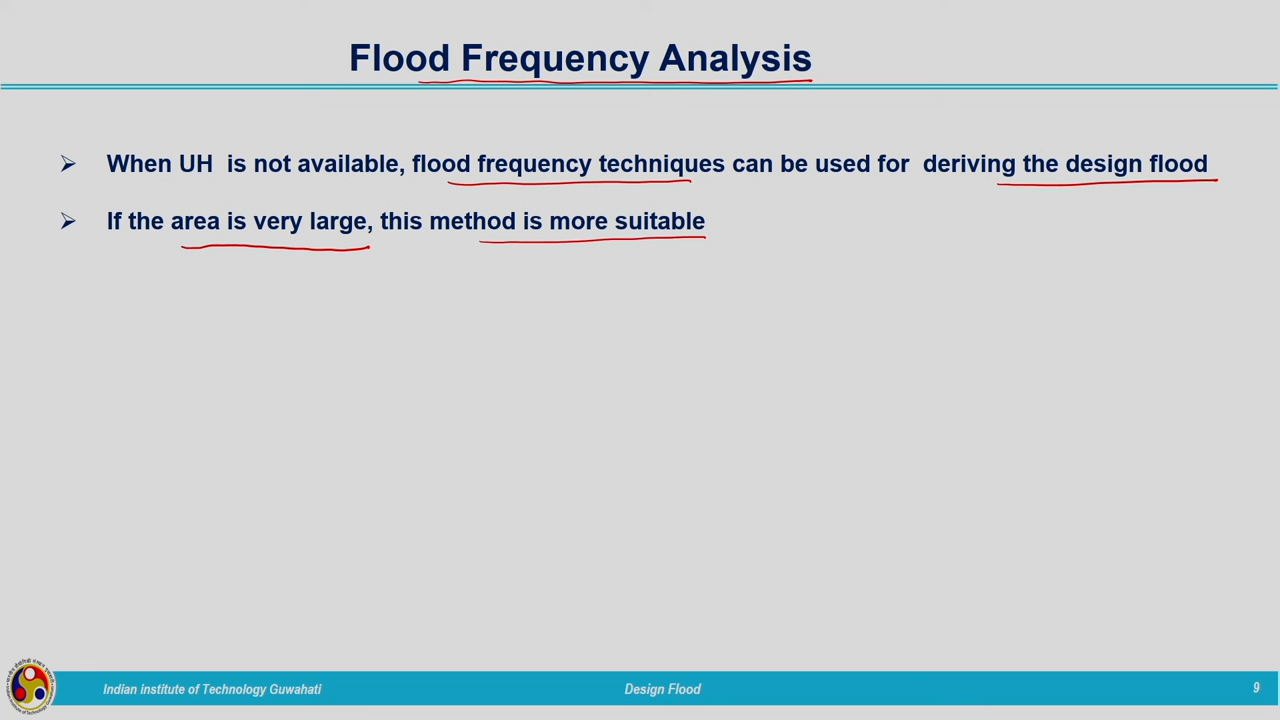 Flood Frequency Analysis
When UH is not available, flood frequency techniques can be used for deriving the design flood
If the area is very large, this method is more suitable
Indian institute of Technology Guwahati
Design Flood
9